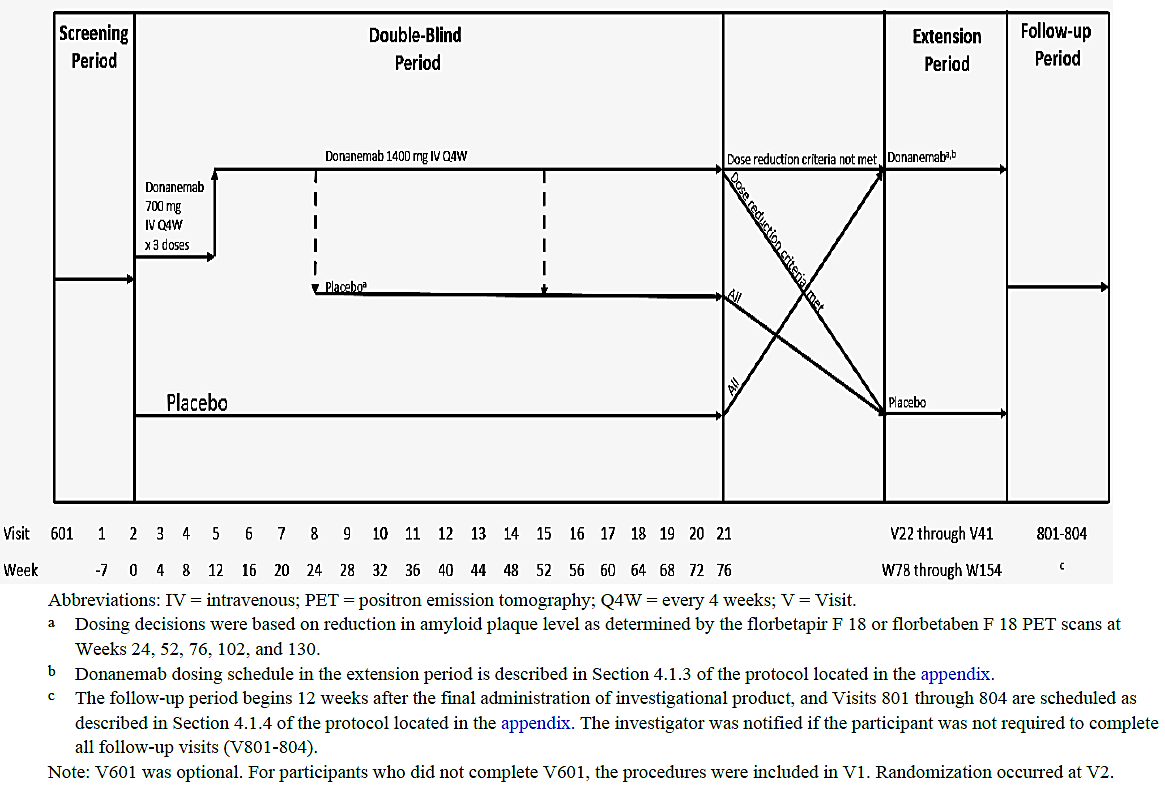 Screening
Period
Double-Blind
Period
Extension
Period
Follow-up
Period
Donanemab 1400 mg IV Q4W
Dose reduction criteria not met
Donanemabᵃ,ᵇ
Donanemab
700 mg
IV Q4W
x 3 doses
Dose reduction criteria met
Placeboᵃ
All
All
Placebo
Placebo
Visit 601 1 2 3 4 5 6 7 8 9 10 11 12 13 14 15 16 17 18 19 20 21 V22 through V41 801-804
Week -7 0 4 8 12 16 20 24 28 32 36 40 44 48 52 56 60 64 68 72 76 W78 through W154 c
Abbreviations: IV = intravenous; PET = positron emission tomography; Q4W = every 4 weeks; V = Visit.
a Dosing decisions were based on reduction in amyloid plaque level as determined by the florbetapir F 18 or florbetaben F 18 PET scans at
Weeks 24, 52, 76, 102, and 130.
b Donanemab dosing schedule in the extension period is described in Section 4.1.3 of the protocol located in the appendix.
c The follow-up period begins 12 weeks after the final administration of investigational product, and Visits 801 through 804 are scheduled as
described in Section 4.1.4 of the protocol located in the appendix. The investigator was notified if the participant was not required to complete
all follow-up visits (V801-804).
Note: V601 was optional. For participants who did not complete V601, the procedures were included in V1. Randomization occurred at V2.